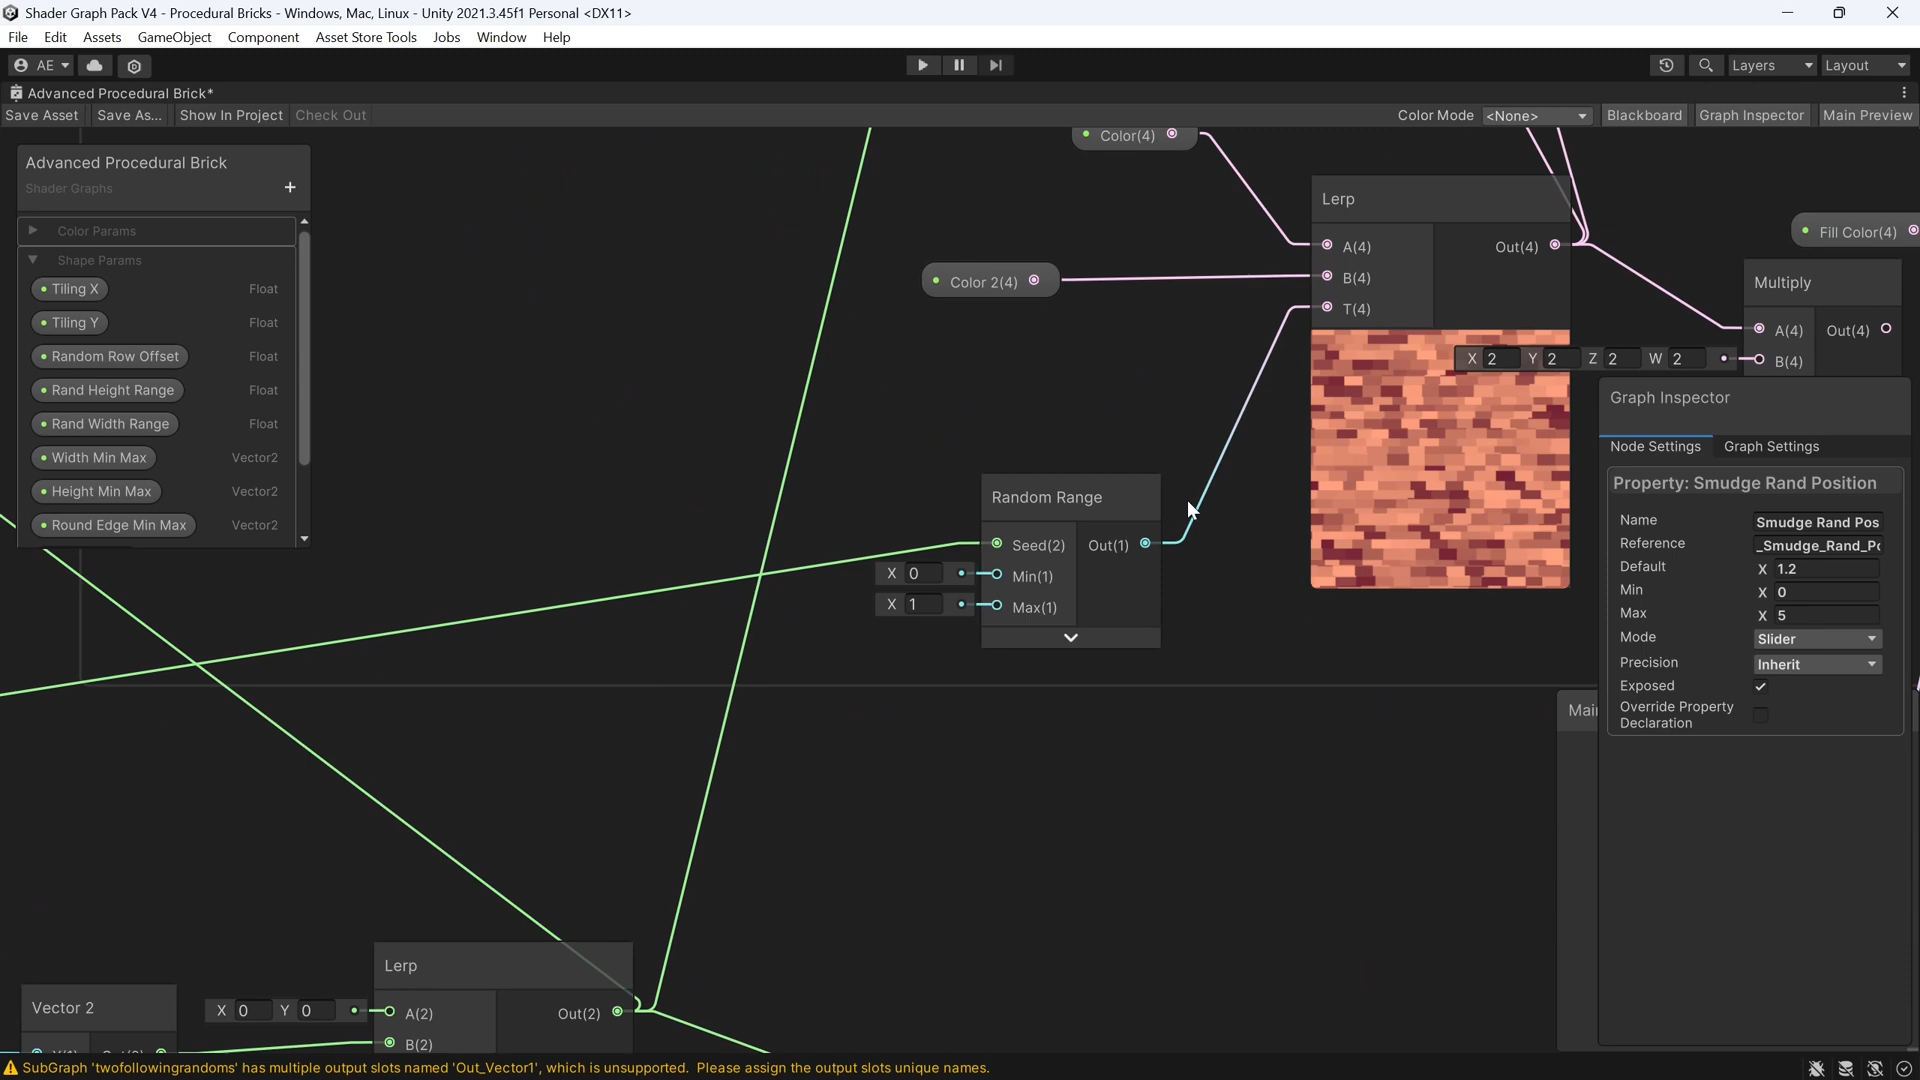 Shader Graph Pack V4 - Procedural Bricks - Windows, Mac, Linux - Unity 2021.3.45f1 Personal <DX11>
File Edit Assets GameObject Component Asset Store Tools Jobs Window Help
AE Layers Layout
Advanced Procedural Brick*
Save Asset Save As... Show In Project Check Out Color Mode <None> Blackboard Graph Inspector Main Preview
Advanced Procedural Brick
Shader Graphs
Color Params
Shape Params
Tiling X Float
Tiling Y Float
Random Row Offset Float
Rand Height Range Float
Rand Width Range Float
Width Min Max Vector2
Height Min Max Vector2
Round Edge Min Max Vector2
Color(4)
Color 2(4)
Lerp
A(4) Out(4)
B(4)
T(4)
Fill Color(4)
Multiply
A(4) Out(4)
X 2 Y 2 Z 2 W 2 B(4)
Random Range
Seed(2) Out(1)
X 0 Min(1)
X 1 Max(1)
Graph Inspector
Node Settings Graph Settings
Property: Smudge Rand Position
Name Smudge Rand Pos
Reference _Smudge_Rand_Po
Default X 1.2
Min X 0
Max X 5
Mode Slider
Precision Inherit
Exposed
Override Property
Declaration
Lerp
X 0 Y 0 A(2) Out(2)
B(2)
Vector 2
SubGraph 'twofollowingrandoms' has multiple output slots named 'Out_Vector1', which is unsupported. Please assign the output slots unique names.